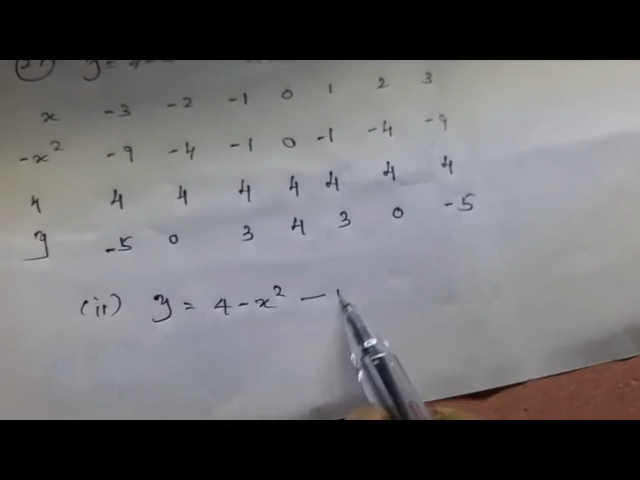 y = 4 -
x -3 -2 -1 0 1 2 3
-x² -9 -4 -1 0 -1 -4 -9
4 4 4 4 4 4 4 4
y -5 0 3 4 3 0 -5
(ii) y = 4 - x² —